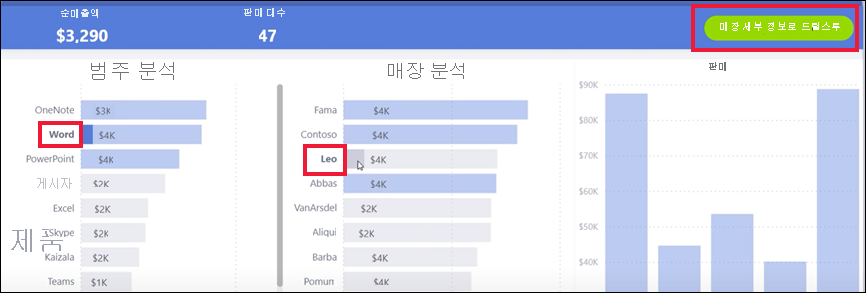 순매출액
$3,290
판매 대수
47
매장 세부 정보로 드릴스루
범주 분석
OneNote $3K
Word $4K
PowerPoint $4K
게시자 $2K
Excel $2K
Skype $2K
Kaizala $2K
Teams $1K
제품
매장 분석
Fama $4K
Contoso $4K
Leo $4K
Abbas $4K
VanArsdel $2K
Aliqui $2K
Barba $4K
Pomum $4K
판매
$90K
$80K
$70K
$60K
$50K
$40K